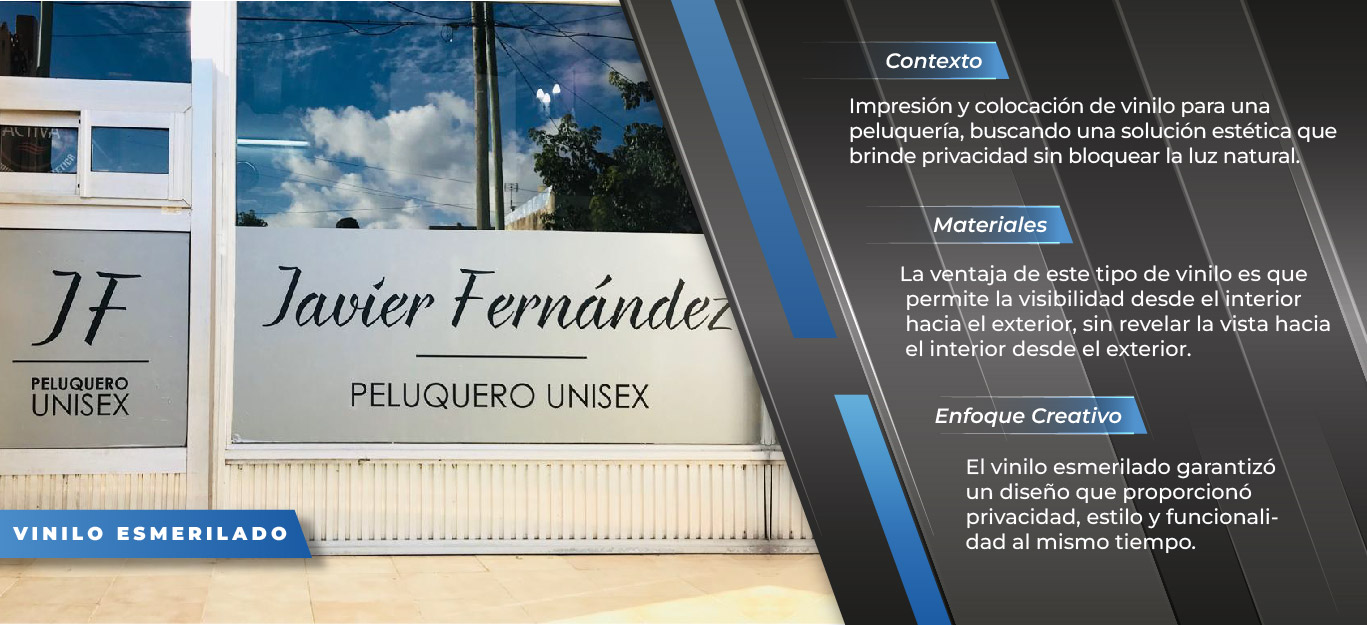 ACTIVA
JF
PELUQUERO
UNISEX
Javier Fernández
PELUQUERO UNISEX
VINILO ESMERILADO
Contexto
Impresión y colocación de vinilo para una
peluquería, buscando una solución estética que
brinde privacidad sin bloquear la luz natural.
Materiales
La ventaja de este tipo de vinilo es que
permite la visibilidad desde el interior
hacia el exterior, sin revelar la vista hacia
el interior desde el exterior.
Enfoque Creativo
El vinilo esmerilado garantizó
un diseño que proporcionó
privacidad, estilo y funcionali-
dad al mismo tiempo.